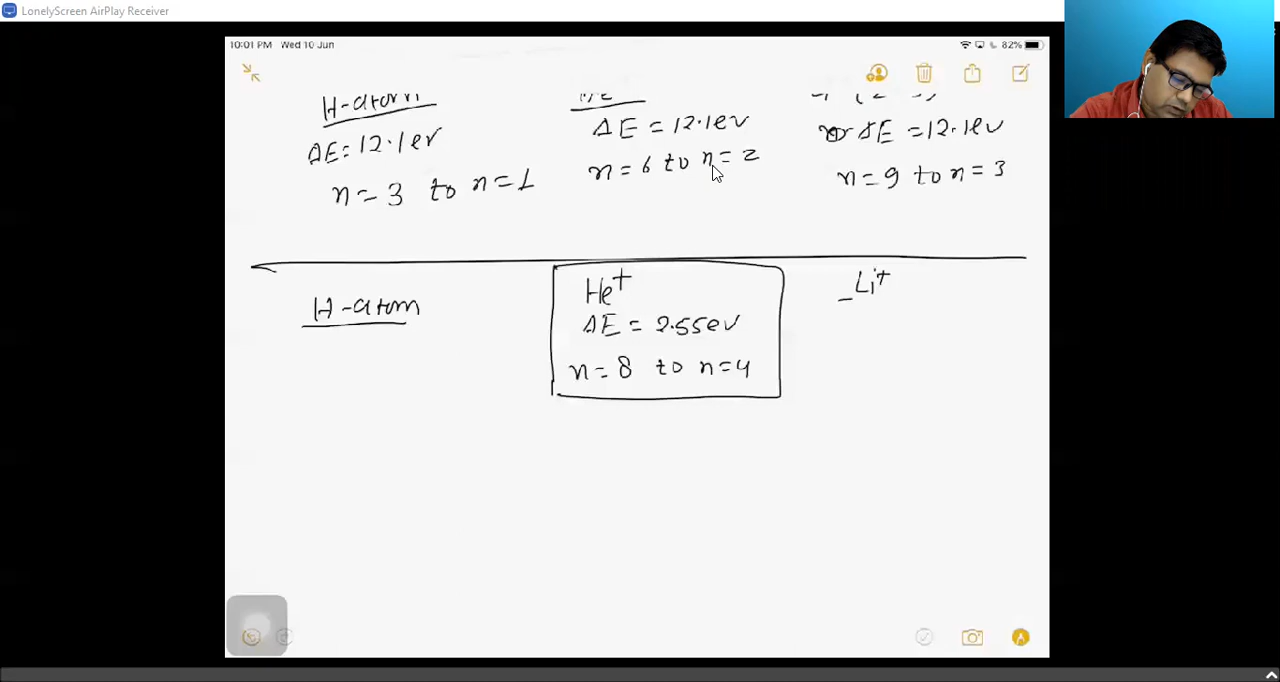 LonelyScreen AirPlay Receiver
10:01 PM Wed 10 Jun
82%
H-atom
ΔE = 12.1ev
n = 3 to n = 1
ΔE = 12.1ev
n = 6 to n = 2
ΔE = 12.1ev
n = 9 to n = 3
H-atom
He+
ΔE = 2.55ev
n = 8 to n = 4
Li+